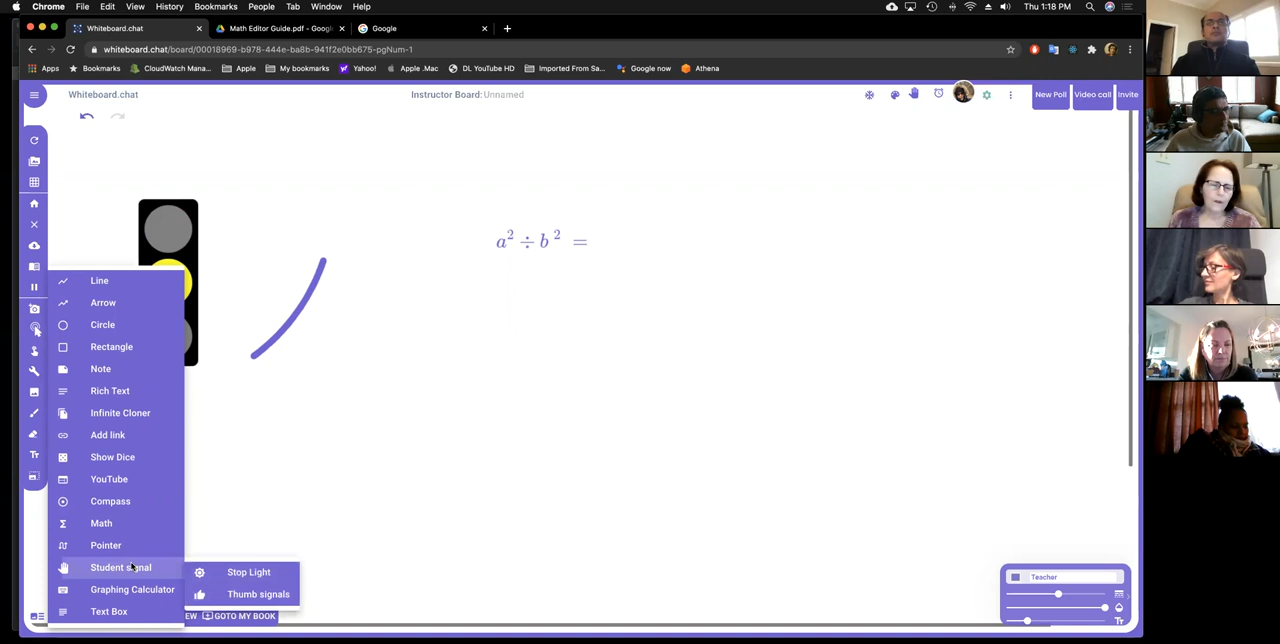 Chrome File Edit View History Bookmarks People Tab Window Help Thu 1:18 PM
Whiteboard.chat Math Editor Guide.pdf - Googl Google
whiteboard.chat/board/00018969-b978-444e-ba8b-941f2e0bb675-pgNum-1
Apps Bookmarks CloudWatch Mana... Apple My bookmarks Yahoo! Apple .Mac DL YouTube HD Imported From Sa... Google now Athena
Whiteboard.chat Instructor Board: Unnamed New Poll Video call Invite
a² ÷ b² =
Line
Arrow
Circle
Rectangle
Note
Rich Text
Infinite Cloner
Add link
Show Dice
YouTube
Compass
Math
Pointer
Student signal
Graphing Calculator
Text Box
Stop Light
Thumb signals
EW GOTO MY BOOK
Teacher
Tт
Tт